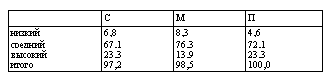 С М П
низкий 6,8 8,3 4,6
средний 67.1 76.3 72.1
высокий 23.3 13.9 23.3
итого 97,2 98,5 100,0